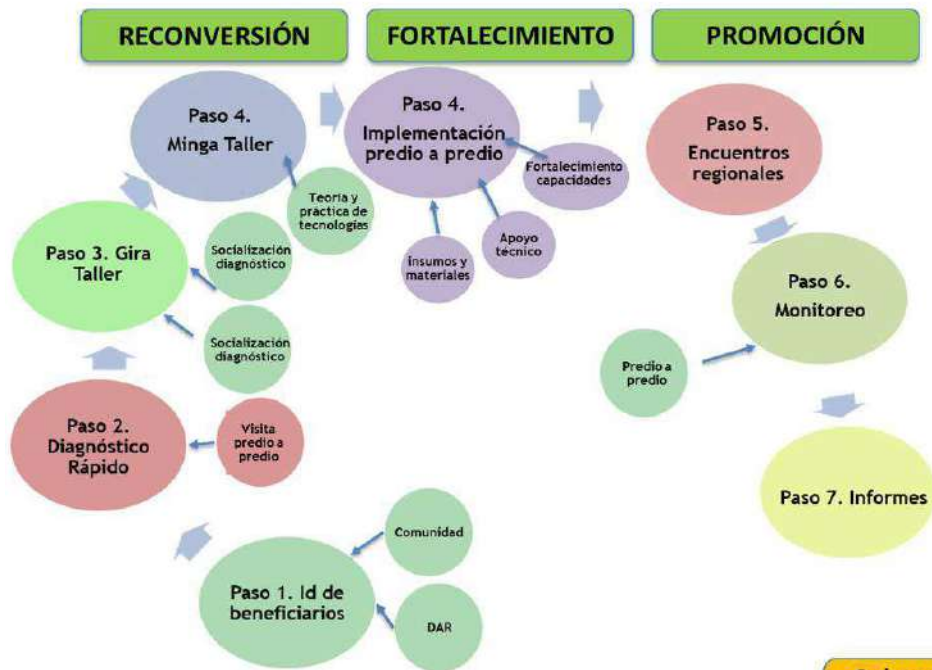 RECONVERSIÓN
FORTALECIMIENTO
PROMOCIÓN
Paso 4.
Minga Taller
Paso 4.
Implementación
predio a predio
Paso 5.
Encuentros
regionales
Fortalecimiento
capacidades
Teoría y
práctica de
tecnologías
Apoyo
técnico
insumos y
materiales
Paso 3. Gira
Taller
Socialización
diagnóstico
Socialización
diagnóstico
Paso 6.
Monitoreo
Predio a
predio
Paso 2.
Diagnóstico
Rápido
Visita
predio a
predio
Paso 7. Informes
Comunidad
Paso 1. Id de
beneficiarios
DAR